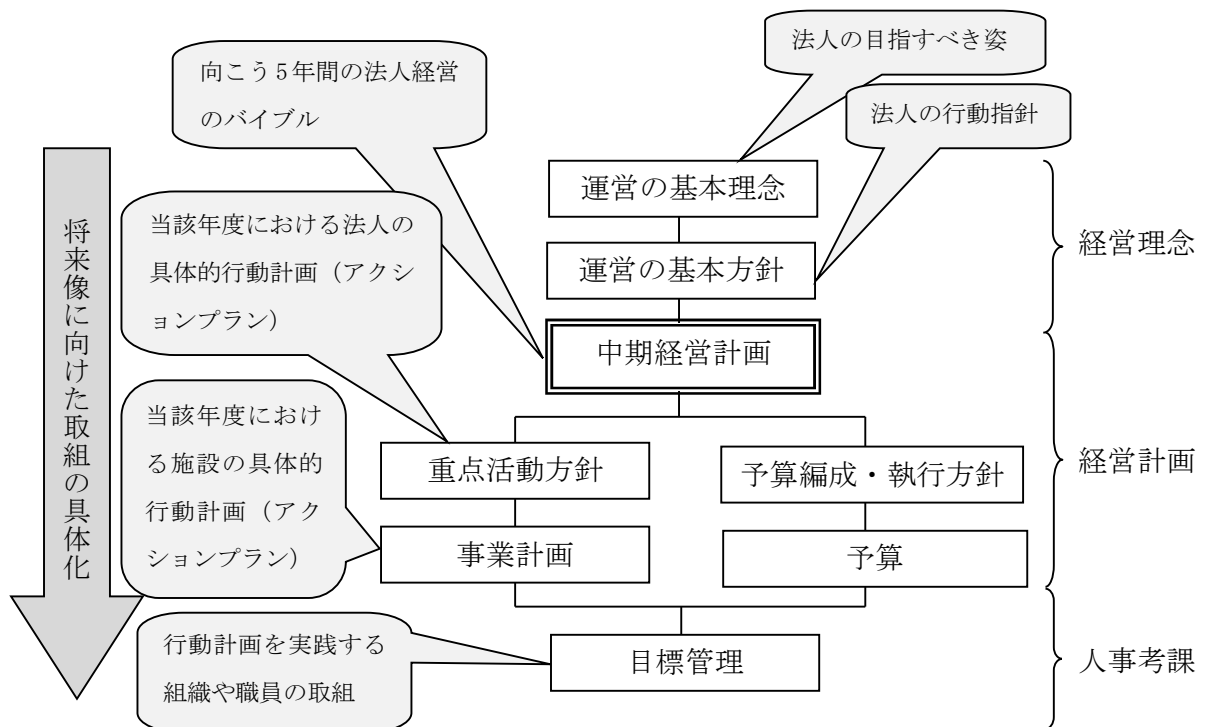 法人の目指すべき姿
向こう5年間の法人経営
のバイブル
法人の行動指針
運営の基本理念
当該年度における法人の
具体的行動計画（アクシ
ョンプラン）
運営の基本方針
経営理念
将来像に向けた取組の具体化
中期経営計画
当該年度におけ
る施設の具体的
行動計画（アク
ションプラン）
重点活動方針
予算編成・執行方針
経営計画
事業計画
予算
行動計画を実践する
組織や職員の取組
目標管理
人事考課